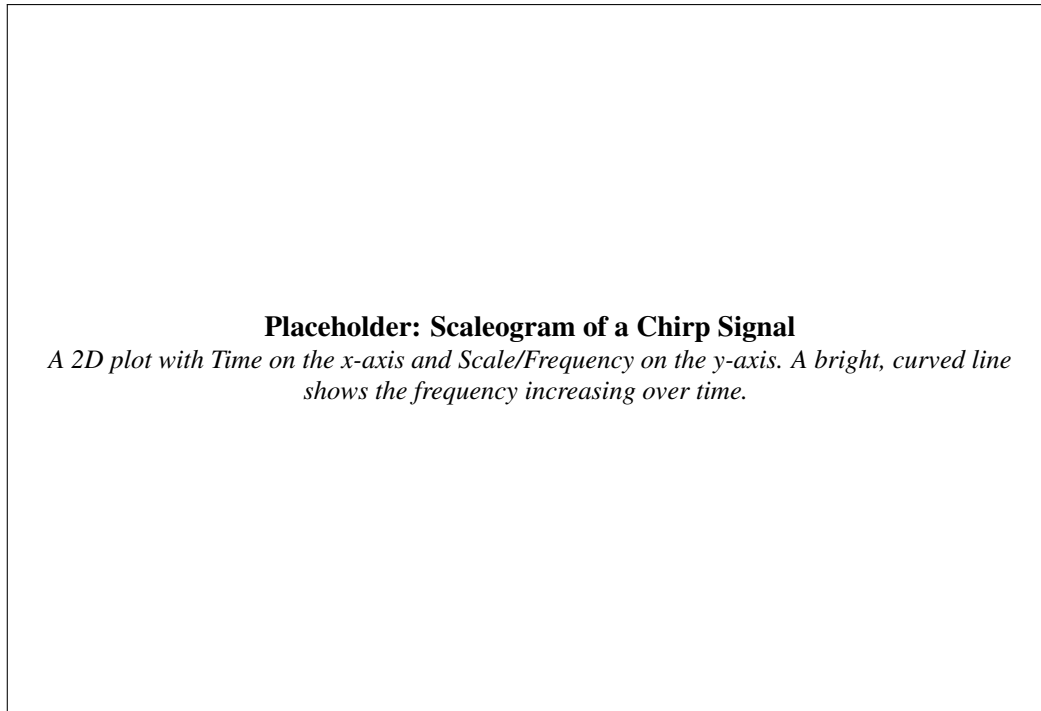 Placeholder: Scaleogram of a Chirp Signal
A 2D plot with Time on the x-axis and Scale/Frequency on the y-axis. A bright, curved line
shows the frequency increasing over time.